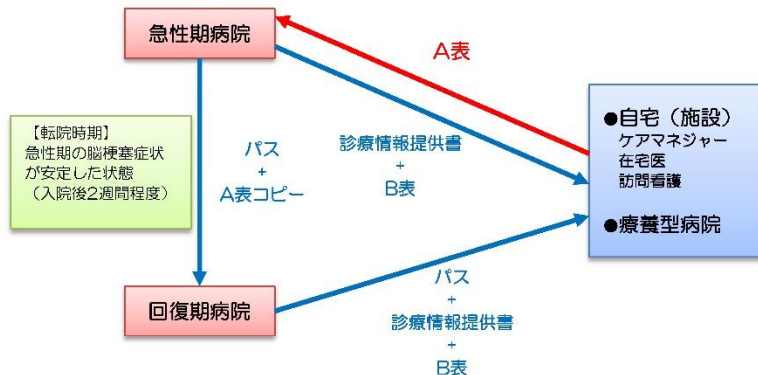 急性期病院
A表
【転院時期】
急性期の脳梗塞症状
が安定した状態
（入院後2週間程度）
パス
+
A表コピー
診療情報提供書
+
B表
●自宅（施設）
ケアマネジャー
在宅医
訪問看護
●療養型病院
回復期病院
パス
+
診療情報提供書
+
B表